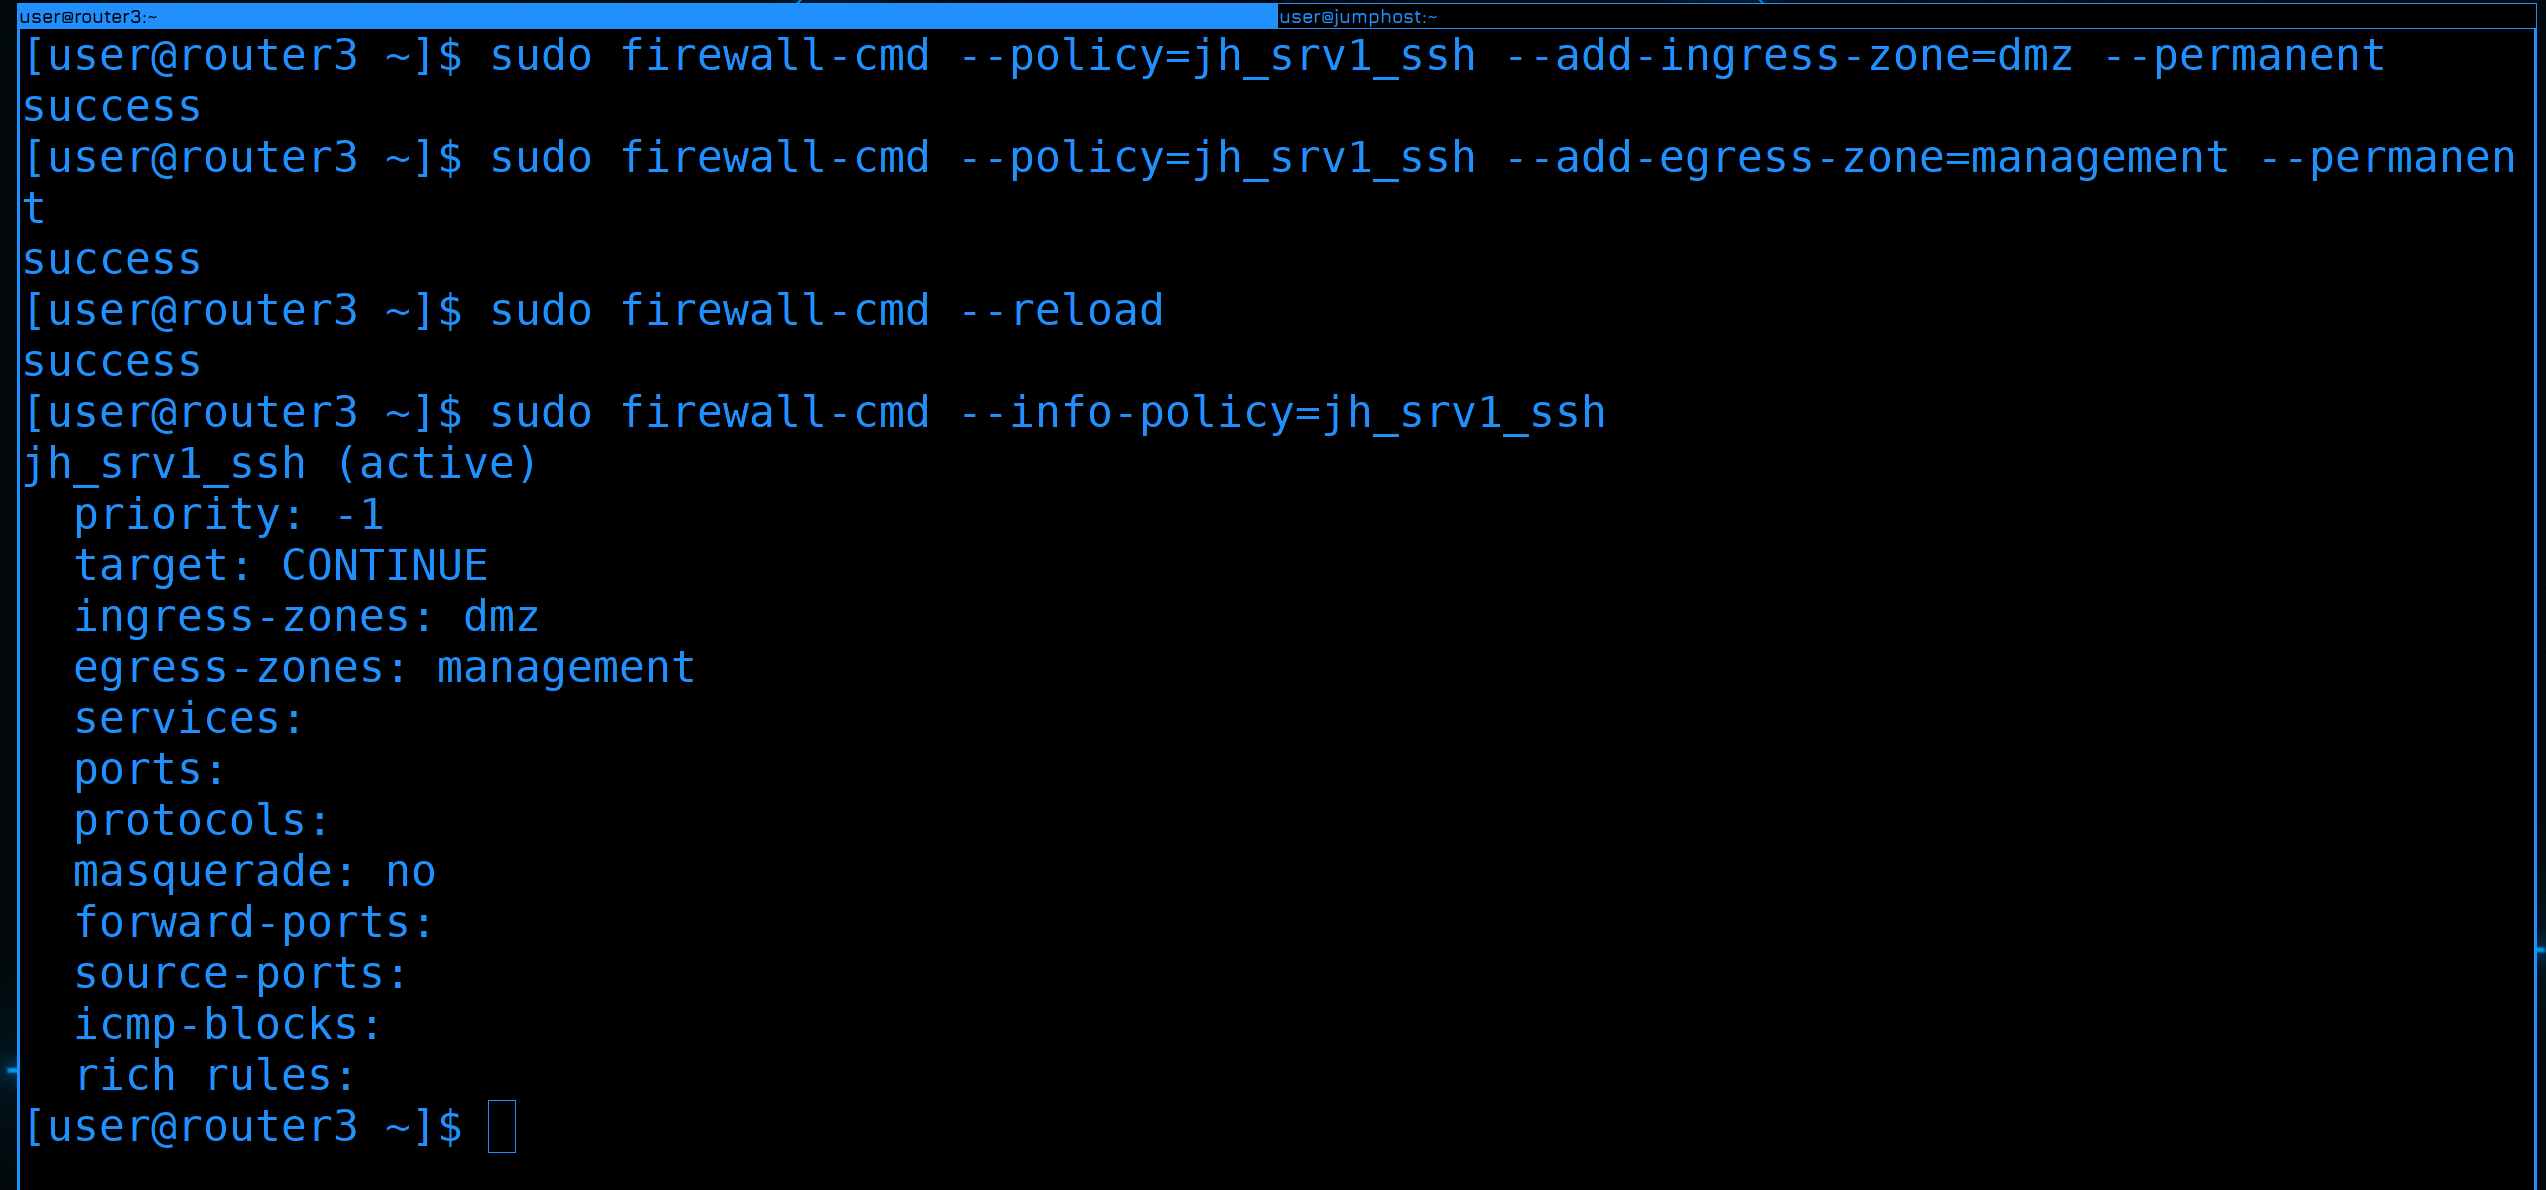 user@router3:~ user@jumphost:~
[user@router3 ~]$ sudo firewall-cmd --policy=jh_srv1_ssh --add-ingress-zone=dmz --permanent
success
[user@router3 ~]$ sudo firewall-cmd --policy=jh_srv1_ssh --add-egress-zone=management --permanen
t
success
[user@router3 ~]$ sudo firewall-cmd --reload
success
[user@router3 ~]$ sudo firewall-cmd --info-policy=jh_srv1_ssh
jh_srv1_ssh (active)
  priority: -1
  target: CONTINUE
  ingress-zones: dmz
  egress-zones: management
  services:
  ports:
  protocols:
  masquerade: no
  forward-ports:
  source-ports:
  icmp-blocks:
  rich rules:
[user@router3 ~]$